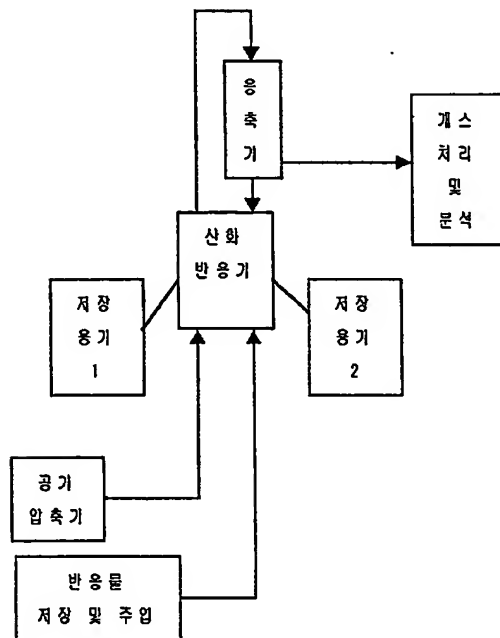 응
축
기
개스
처리
및
분석
산화
반응기
저장
용기
1
저장
용기
2
공기
압축기
반응물
저장 및 주입